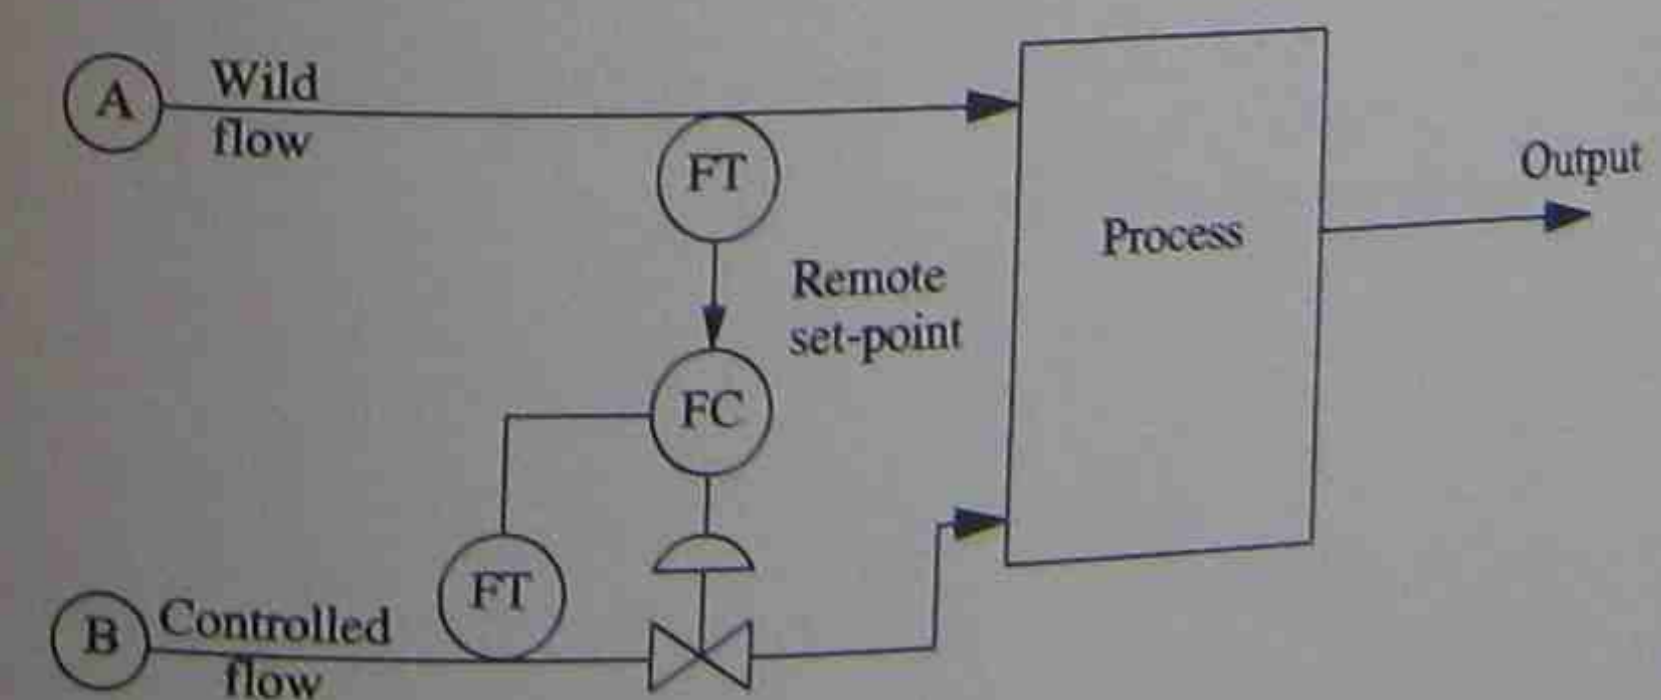 A
Wild
flow
FT
Remote
set-point
Process
Output
FC
FT
B
Controlled
flow